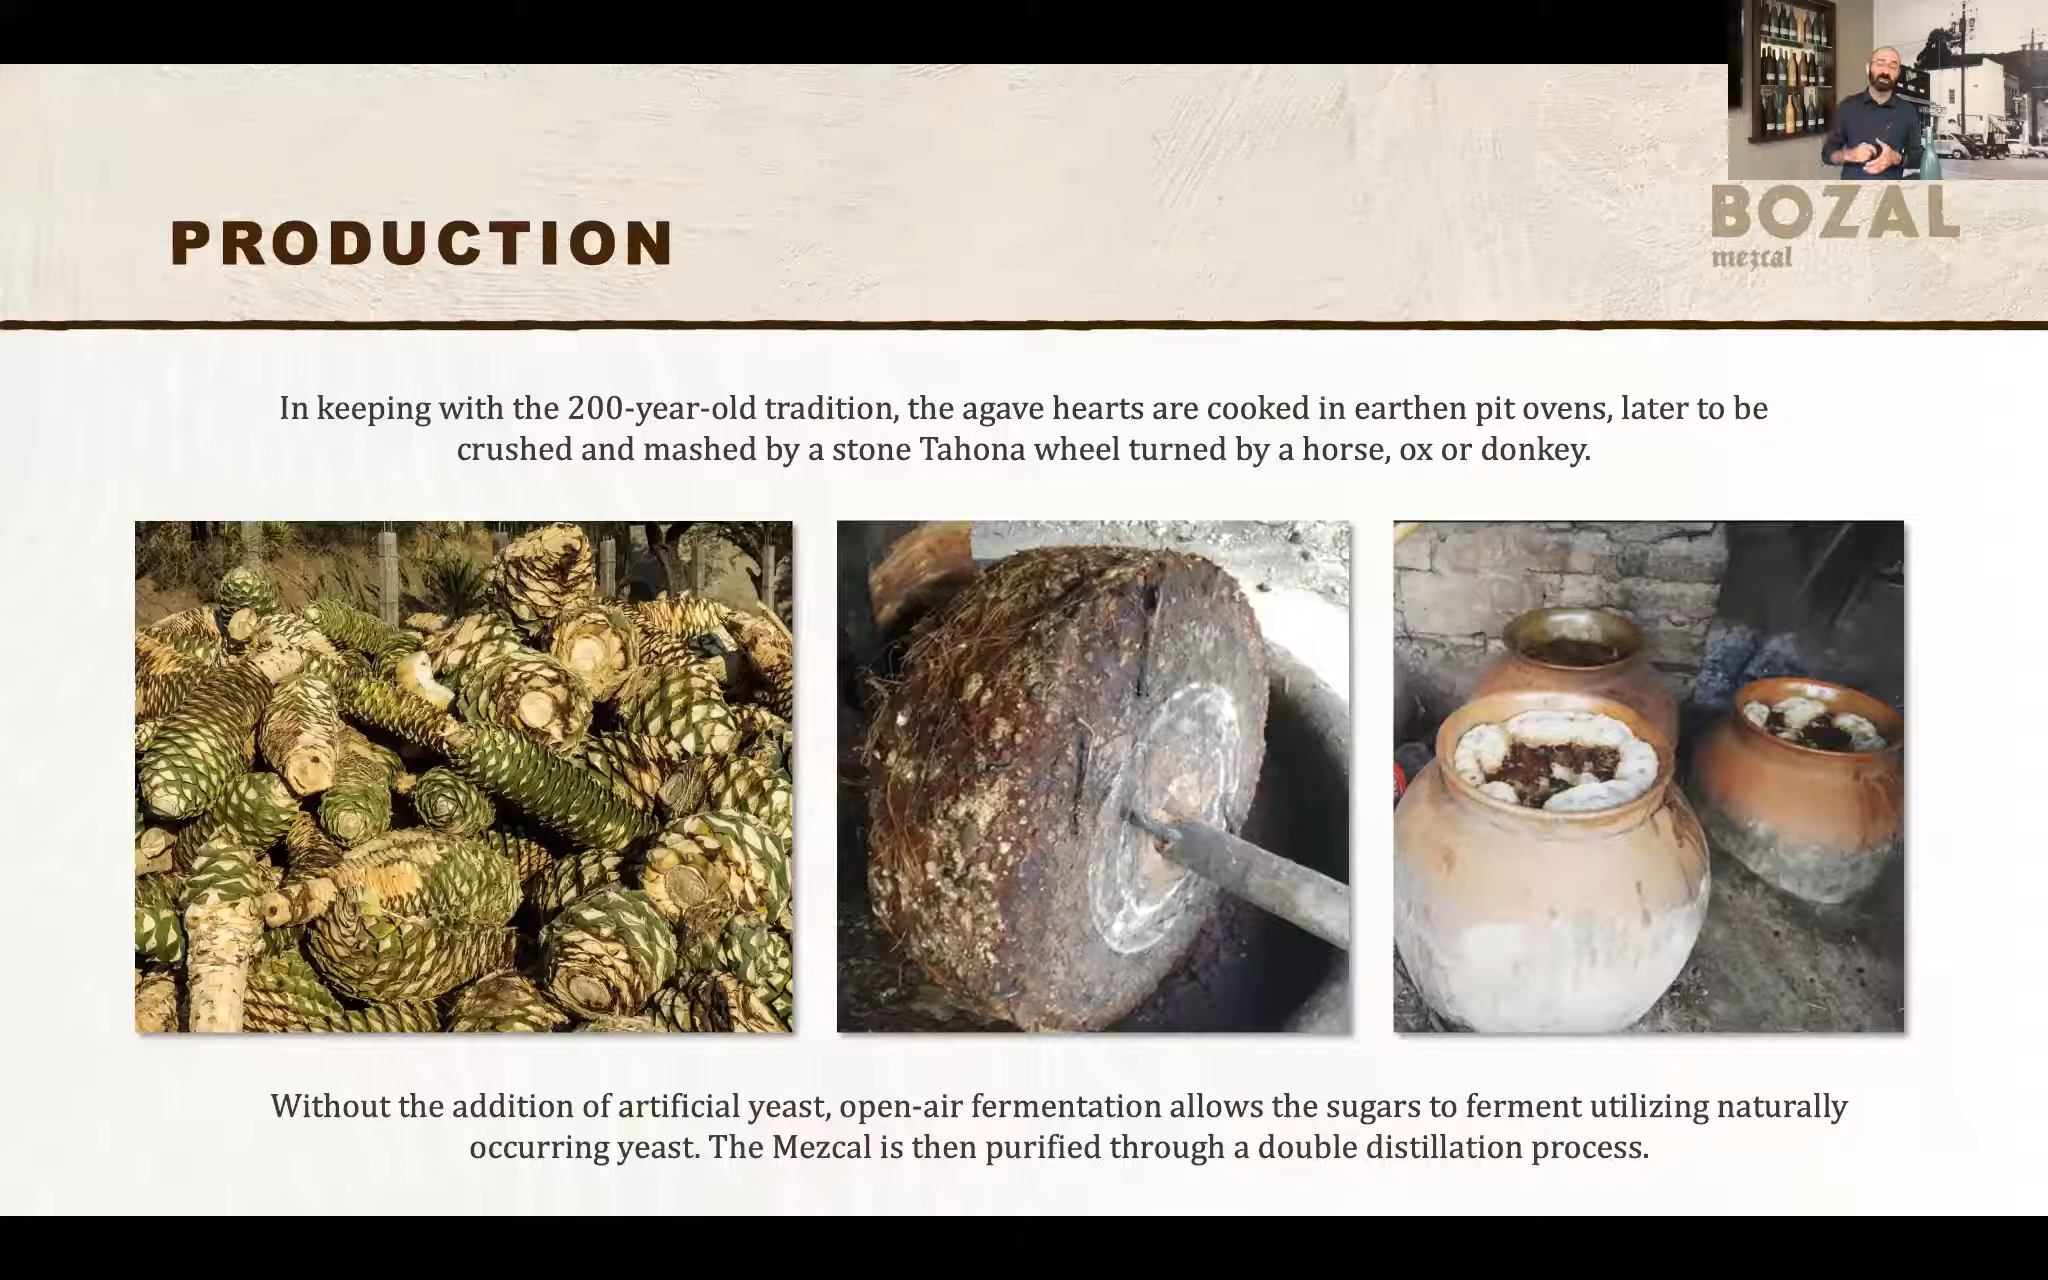 PRODUCTION
BOZAL
mezcal
In keeping with the 200-year-old tradition, the agave hearts are cooked in earthen pit ovens, later to be
crushed and mashed by a stone Tahona wheel turned by a horse, ox or donkey.
Without the addition of artificial yeast, open-air fermentation allows the sugars to ferment utilizing naturally
occurring yeast. The Mezcal is then purified through a double distillation process.